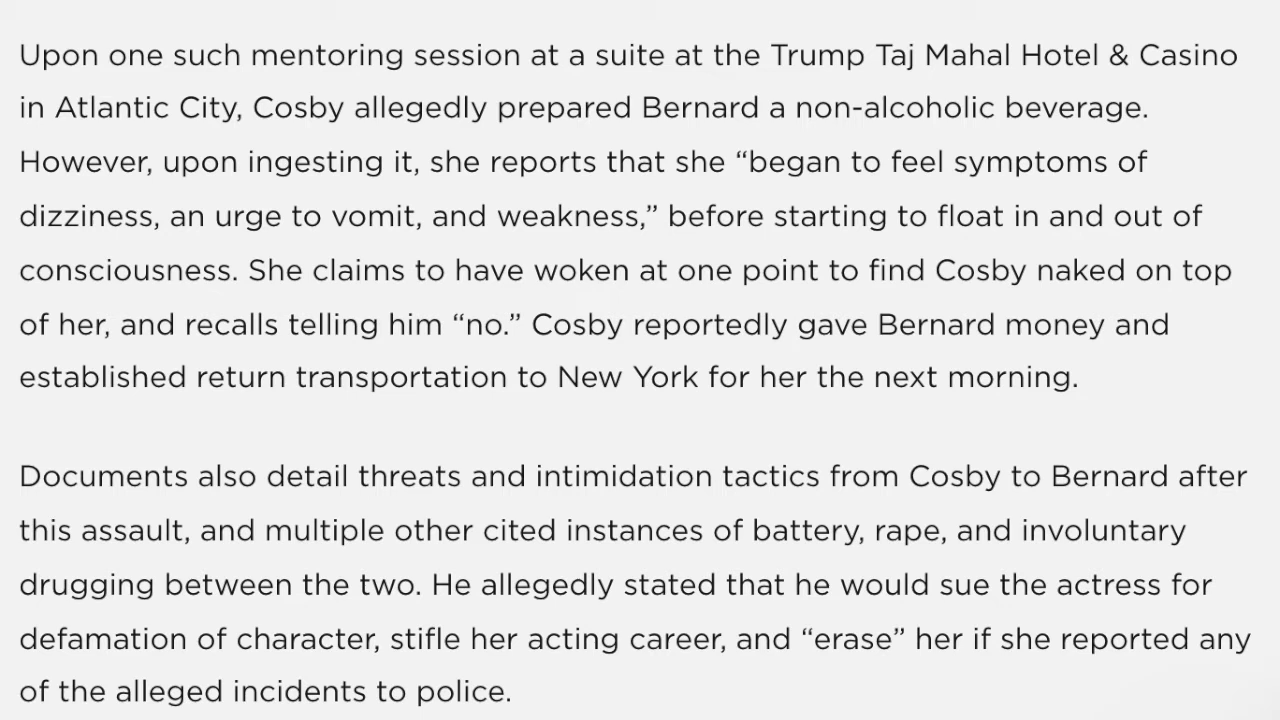 Upon one such mentoring session at a suite at the Trump Taj Mahal Hotel & Casino
in Atlantic City, Cosby allegedly prepared Bernard a non-alcoholic beverage.
However, upon ingesting it, she reports that she “began to feel symptoms of
dizziness, an urge to vomit, and weakness,” before starting to float in and out of
consciousness. She claims to have woken at one point to find Cosby naked on top
of her, and recalls telling him “no.” Cosby reportedly gave Bernard money and
established return transportation to New York for her the next morning.
Documents also detail threats and intimidation tactics from Cosby to Bernard after
this assault, and multiple other cited instances of battery, rape, and involuntary
drugging between the two. He allegedly stated that he would sue the actress for
defamation of character, stifle her acting career, and “erase” her if she reported any
of the alleged incidents to police.